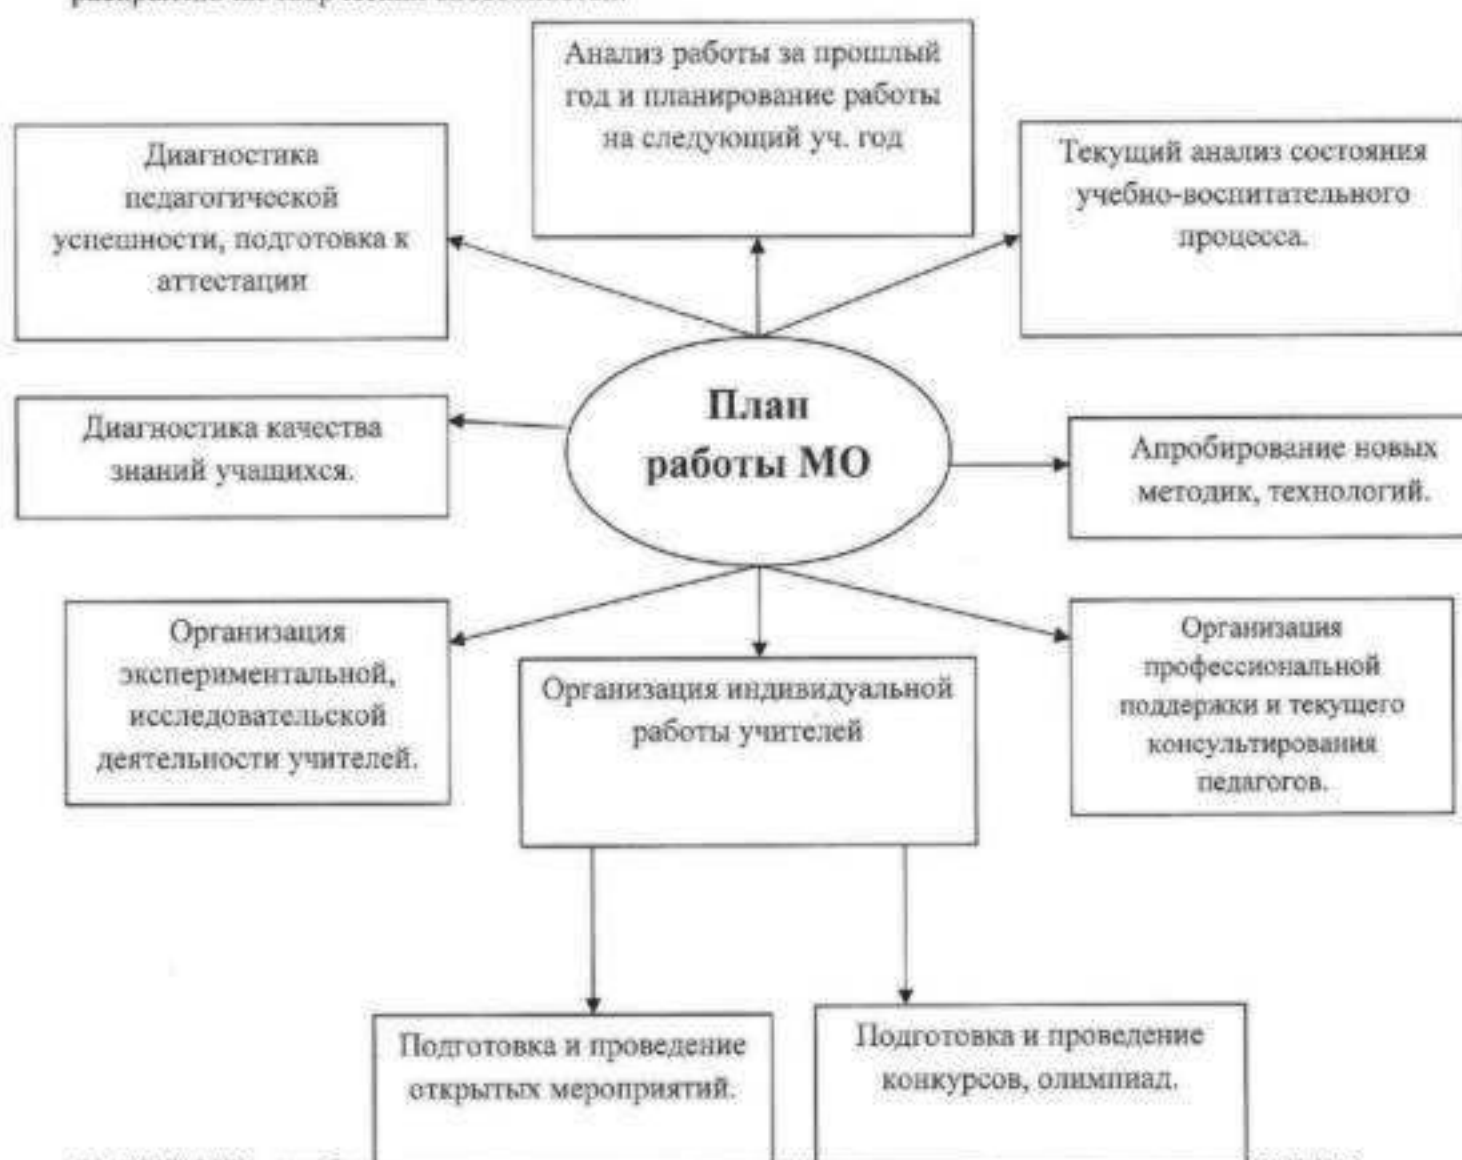 Анализ работы за прошлый
год и планирование работы
на следующий уч. год
Диагностика
педагогической
успешности, подготовка к
аттестации
Текущий анализ состояния
учебно-воспитательного
процесса.
План
работы МО
Диагностика качества
знаний учащихся.
Апробирование новых
методик, технологий.
Организация
экспериментальной,
исследовательской
деятельности учителей.
Организация индивидуальной
работы учителей
Организация
профессиональной
поддержки и текущего
консультирования
педагогов.
Подготовка и проведение
открытых мероприятий.
Подготовка и проведение
конкурсов, олимпиад.